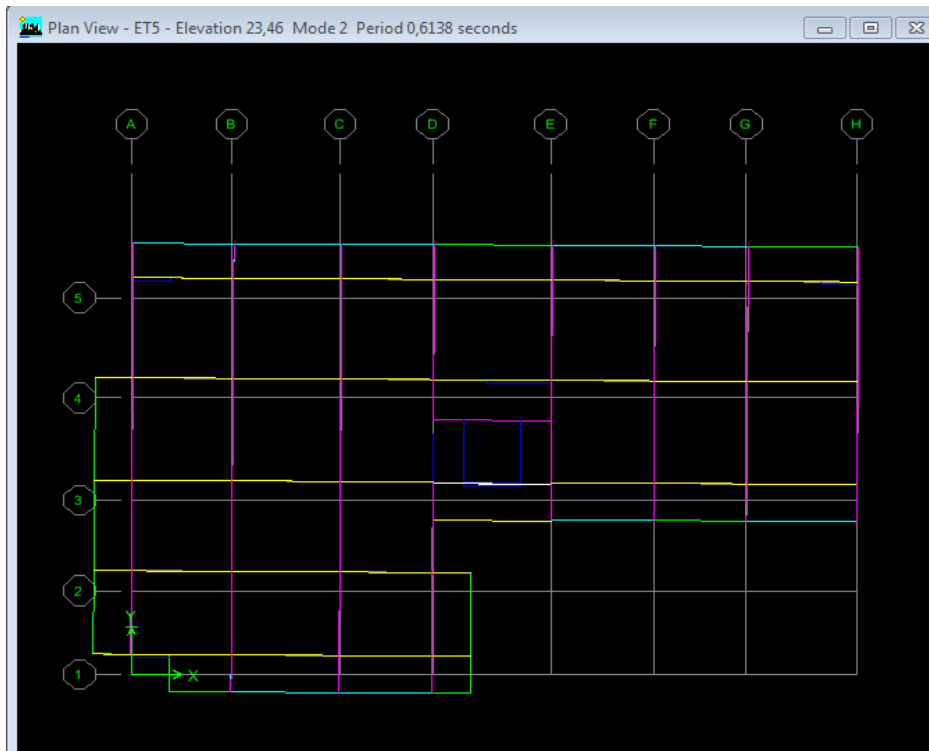 Plan View - ET5 - Elevation 23,46 Mode 2 Period 0,6138 seconds
A B C D E F G H
5
4
3
2
Y
1
X